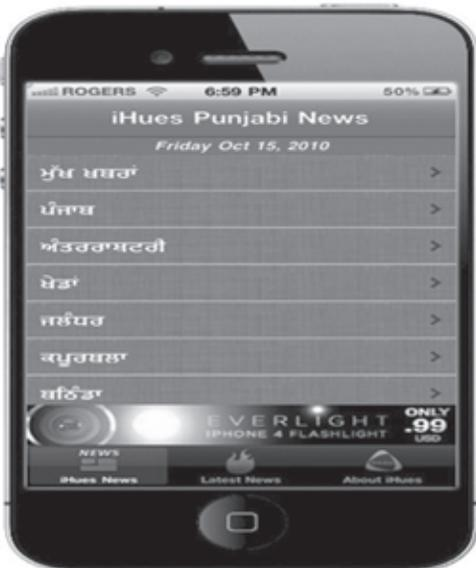 ROGERS 6:59 PM 50%
iHues Punjabi News
Friday Oct 15, 2010
ਮੁੱਖ ਖਬਰਾਂ >
ਪੰਜਾਬ >
ਅੰਤਰਰਾਸ਼ਟਰੀ >
ਖੇਡਾਂ >
ਜਲੰਧਰ >
ਕਪੂਰਥਲਾ >
ਬਠਿੰਡਾ >
EVERLIGHT ONLY
IPHONE 4 FLASHLIGHT .99
USD
NEWS
iHues News Latest News About iHues